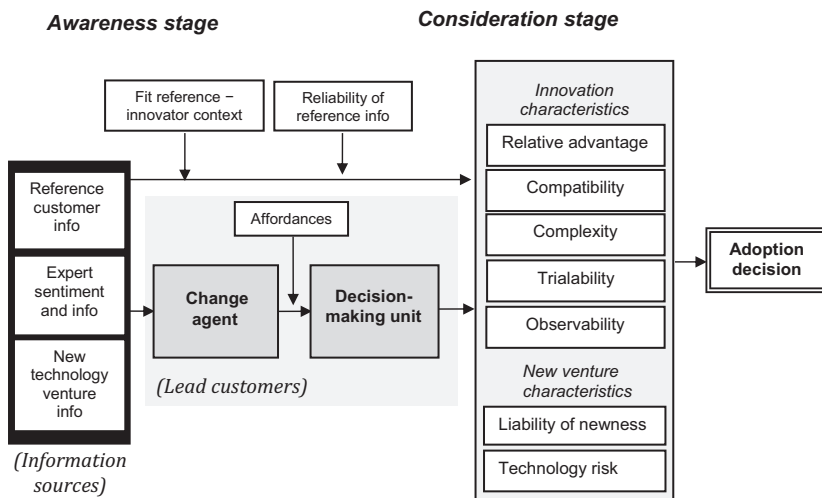 Awareness stage
Consideration stage
Fit reference –
innovator context
Reliability of
reference info
Reference
customer
info
Expert
sentiment
and info
New
technology
venture
info
(Information
sources)
Affordances
Change
agent
Decision-
making unit
(Lead customers)
Innovation
characteristics
Relative advantage
Compatibility
Complexity
Trialability
Observability
New venture
characteristics
Liability of newness
Technology risk
Adoption
decision